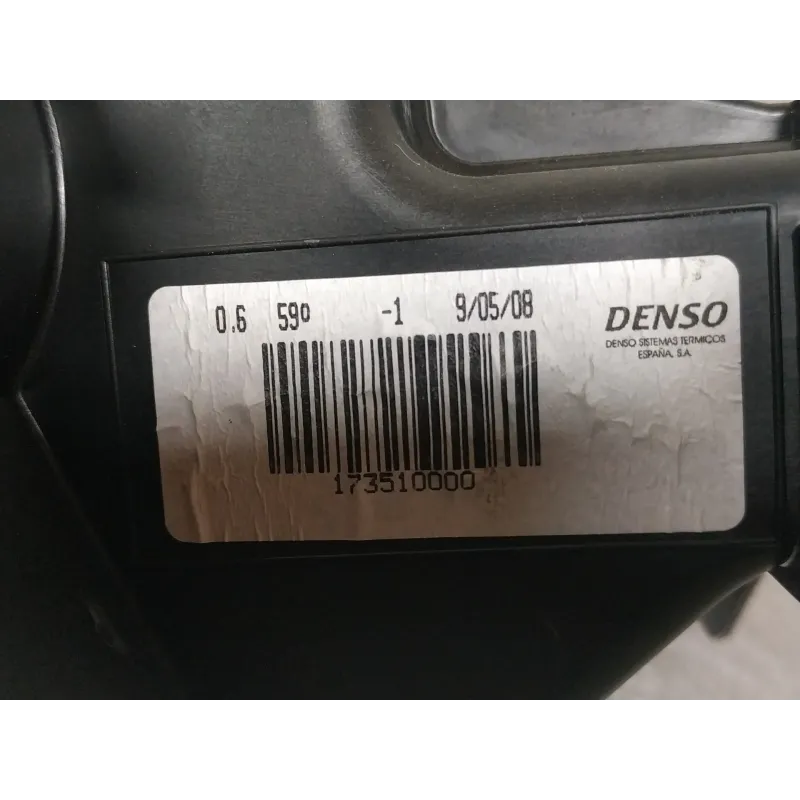 0.6 59º -1 9/05/08
DENSO
DENSO SISTEMAS TERMICOS
ESPAÑA, S.A.
173510000